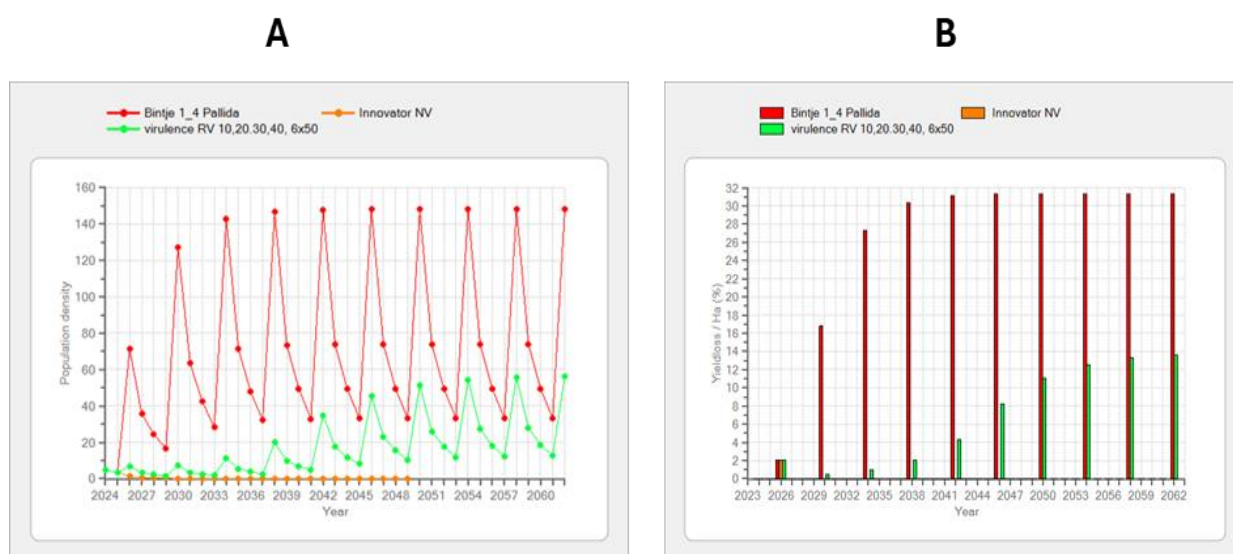 A
B
Bintje 1_4 Pallida
Innovator NV
virulence RV 10,20.30,40, 6x50
160
140
120
100
80
60
40
20
0
Population density
2024 2027 2030 2033 2036 2039 2042 2045 2048 2051 2054 2057 2060
Year
Bintje 1_4 Pallida
Innovator NV
virulence RV 10,20.30,40, 6x50
32
30
28
26
24
22
20
18
16
14
12
10
8
6
4
2
0
Yieldloss / Ha (%)
2023 2026 2029 2032 2035 2038 2041 2044 2047 2050 2053 2056 2059 2062
Year